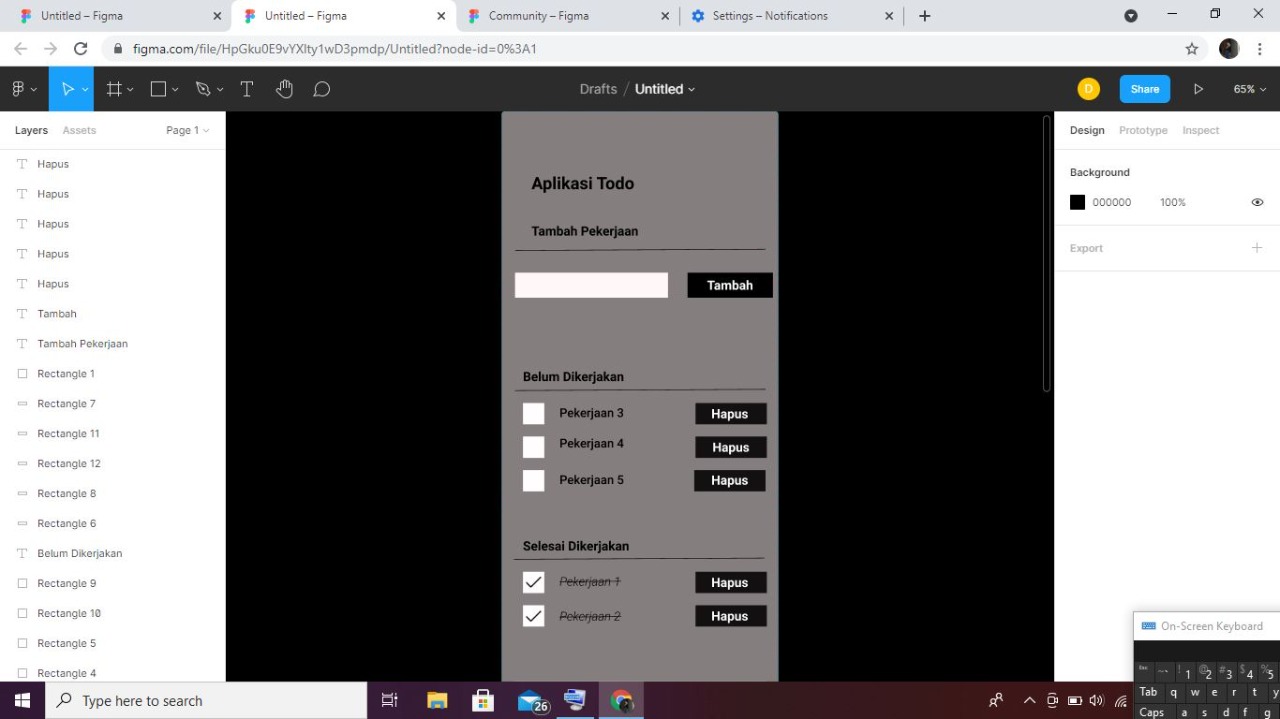 Untitled – Figma
Untitled – Figma
Community – Figma
Settings – Notifications
figma.com/file/HpGku0E9vYXlty1wD3pmdp/Untitled?node-id=0%3A1
Drafts / Untitled
D
Share
65%
Layers
Assets
Page 1
Hapus
Hapus
Hapus
Hapus
Hapus
Tambah
Tambah Pekerjaan
Rectangle 1
Rectangle 7
Rectangle 11
Rectangle 12
Rectangle 8
Rectangle 6
Belum Dikerjakan
Rectangle 9
Rectangle 10
Rectangle 5
Rectangle 4
Aplikasi Todo
Tambah Pekerjaan
Tambah
Belum Dikerjakan
Pekerjaan 3 Hapus
Pekerjaan 4 Hapus
Pekerjaan 5 Hapus
Selesai Dikerjakan
Pekerjaan 1 Hapus
Pekerjaan 2 Hapus
Design
Prototype
Inspect
Background
000000 100%
Export
On-Screen Keyboard
Esc ~ ` ! 1 @ 2 # 3 $ 4 % 5
Tab q w e r t
Caps a s d f g
Type here to search
26